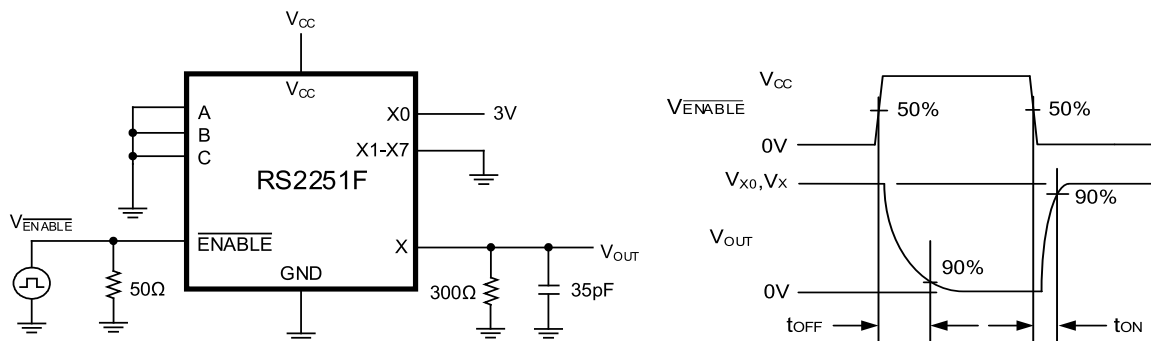 VCC
VCC
A
B
C
X0
3V
X1-X7
RS2251F
VENABLE
ENABLE
X
VOUT
50Ω
GND
300Ω
35pF
VCC
VENABLE
50%
50%
0V
VX0,VX
90%
VOUT
90%
0V
tOFF
tON